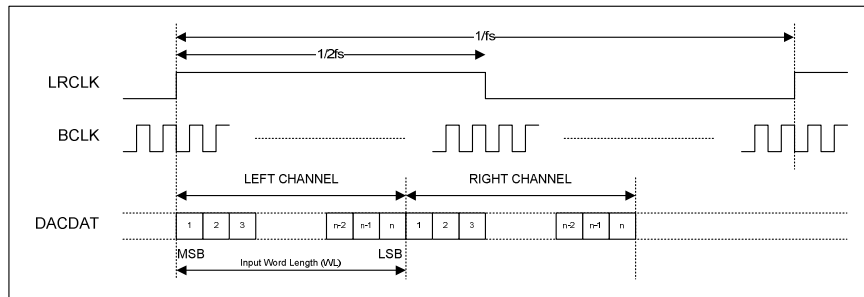 1/fs
1/2fs
LRCLK
BCLK
LEFT CHANNEL RIGHT CHANNEL
DACDAT 1 2 3 n-2 n-1 n 1 2 3 n-2 n-1 n
MSB LSB
Input Word Length (WL)